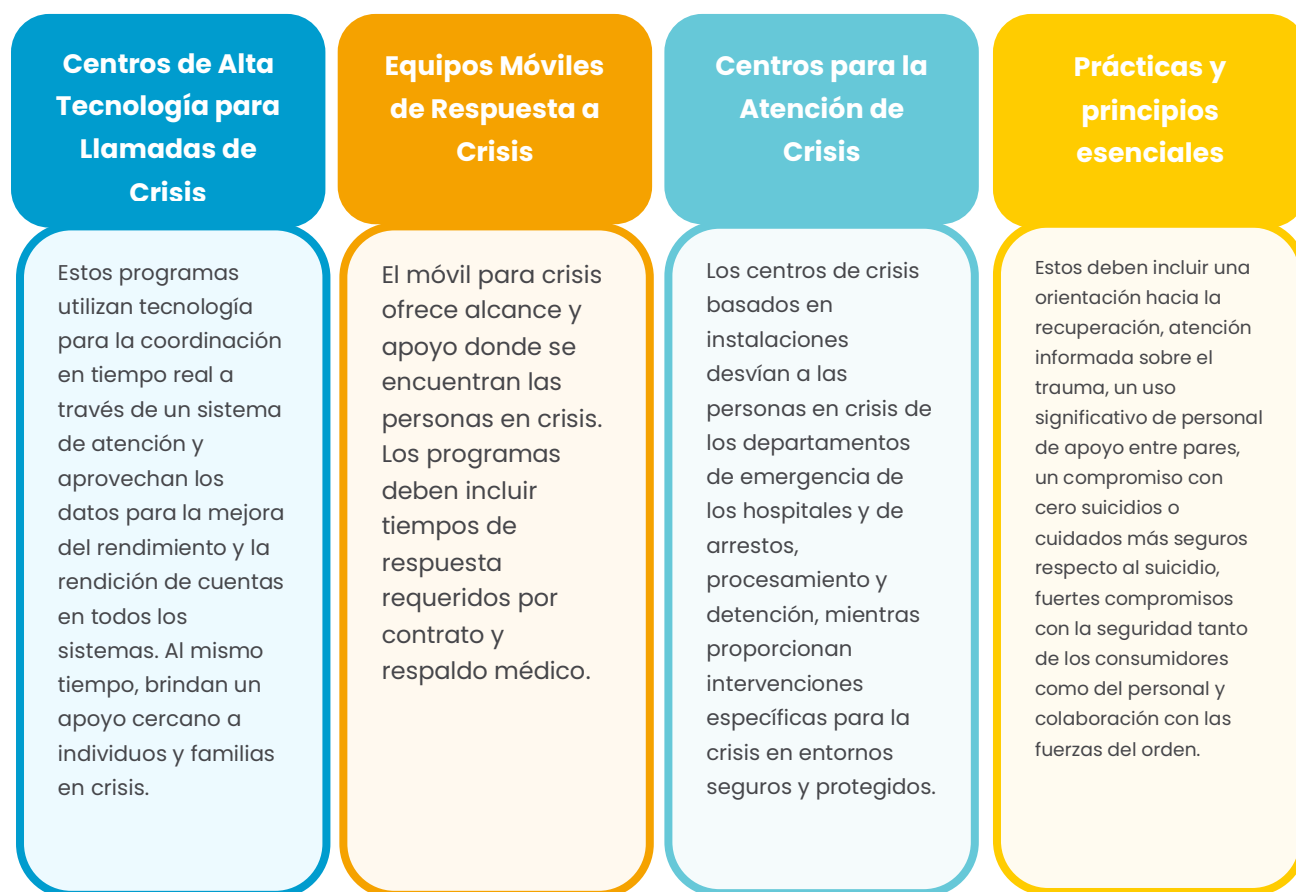 Centros de Alta
Tecnología para
Llamadas de
Crisis
Estos programas
utilizan tecnología
para la coordinación
en tiempo real a
través de un sistema
de atención y
aprovechan los
datos para la mejora
del rendimiento y la
rendición de cuentas
en todos los
sistemas. Al mismo
tiempo, brindan un
apoyo cercano a
individuos y familias
en crisis.
Equipos Móviles
de Respuesta a
Crisis
El móvil para crisis
ofrece alcance y
apoyo donde se
encuentran las
personas en crisis.
Los programas
deben incluir
tiempos de
respuesta
requeridos por
contrato y
respaldo médico.
Centros para la
Atención de
Crisis
Los centros de crisis
basados en
instalaciones
desvían a las
personas en crisis de
los departamentos
de emergencia de
los hospitales y de
arrestos,
procesamiento y
detención, mientras
proporcionan
intervenciones
específicas para la
crisis en entornos
seguros y protegidos.
Prácticas y
principios
esenciales
Estos deben incluir una
orientación hacia la
recuperación, atención
informada sobre el
trauma, un uso
significativo de personal
de apoyo entre pares,
un compromiso con
cero suicidios o
cuidados más seguros
respecto al suicidio,
fuertes compromisos
con la seguridad tanto
de los consumidores
como del personal y
colaboración con las
fuerzas del orden.